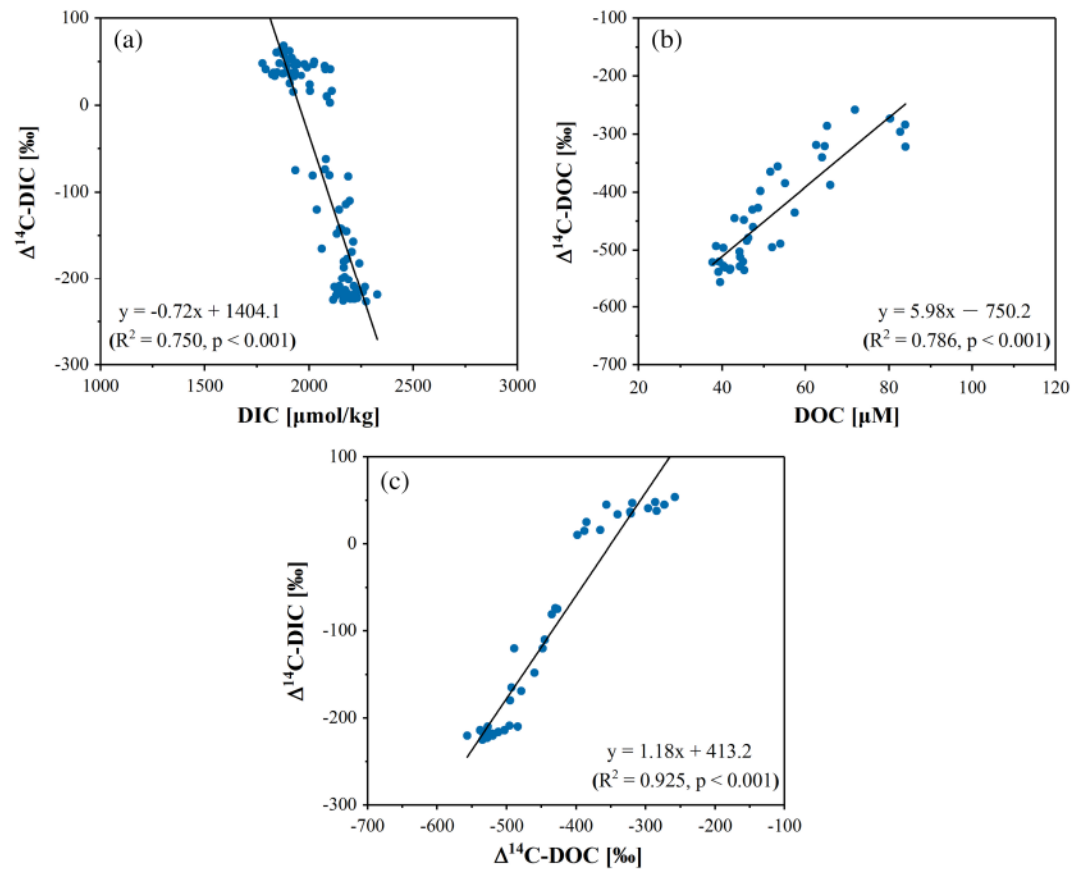 (a)
Δ¹⁴C-DIC [‰]
100
0
-100
-200
-300
y = -0.72x + 1404.1
(R² = 0.750, p < 0.001)
1000
1500
2000
2500
3000
DIC [μmol/kg]
(b)
Δ¹⁴C-DOC [‰]
-100
-200
-300
-400
-500
-600
-700
y = 5.98x − 750.2
(R² = 0.786, p < 0.001)
20
40
60
80
100
120
DOC [μM]
(c)
Δ¹⁴C-DIC [‰]
100
0
-100
-200
-300
y = 1.18x + 413.2
(R² = 0.925, p < 0.001)
-700
-600
-500
-400
-300
-200
-100
Δ¹⁴C-DOC [‰]